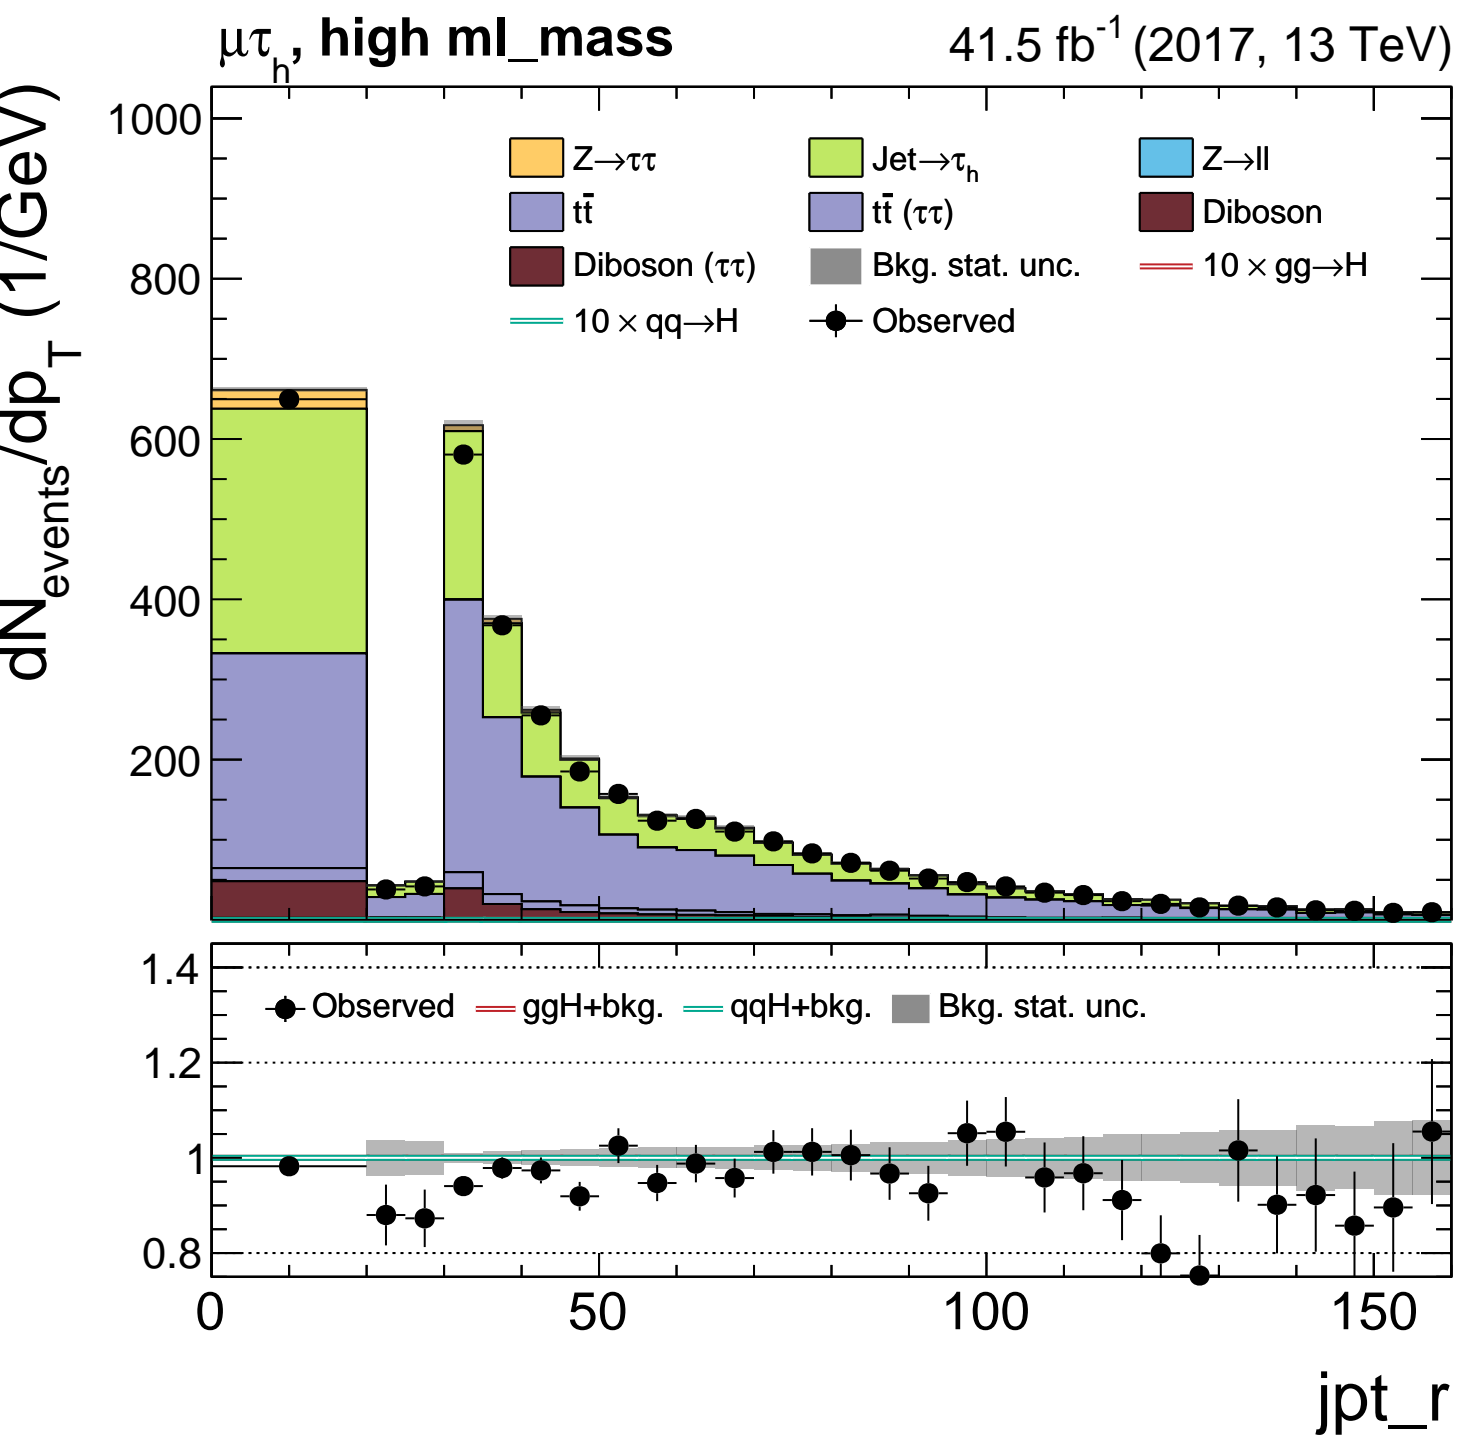 μτh, high ml_mass
41.5 fb-1 (2017, 13 TeV)
dNevents/dpT (1/GeV)
1000
800
600
400
200
Z→ττ
Jet→τh
Z→ll
tt̄
tt̄ (ττ)
Diboson
Diboson (ττ)
Bkg. stat. unc.
10 × gg→H
10 × qq→H
Observed
1.4
1.2
1
0.8
Observed
ggH+bkg.
qqH+bkg.
Bkg. stat. unc.
0
50
100
150
jpt_r